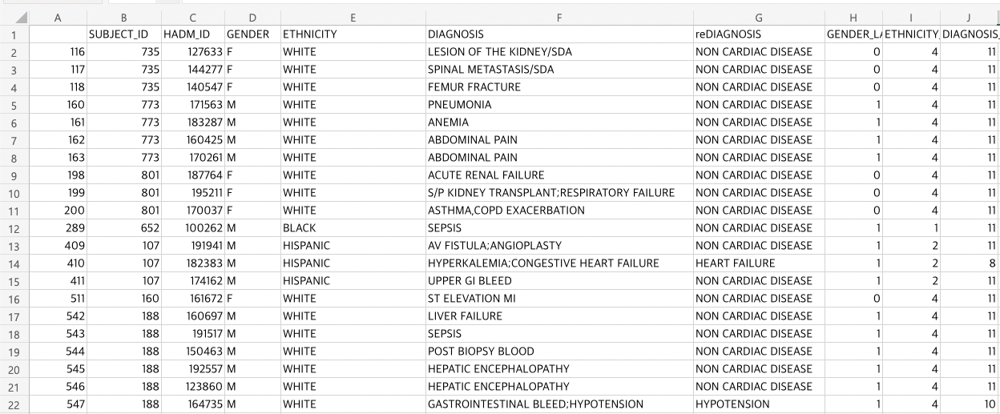 A B C D E F G H I J
1 SUBJECT_ID HADM_ID GENDER ETHNICITY DIAGNOSIS reDIAGNOSIS GENDER_LA ETHNICITY_ DIAGNOSIS_
2 116 735 127633 F WHITE LESION OF THE KIDNEY/SDA NON CARDIAC DISEASE 0 4 11
3 117 735 144277 F WHITE SPINAL METASTASIS/SDA NON CARDIAC DISEASE 0 4 11
4 118 735 140547 F WHITE FEMUR FRACTURE NON CARDIAC DISEASE 0 4 11
5 160 773 171563 M WHITE PNEUMONIA NON CARDIAC DISEASE 1 4 11
6 161 773 183287 M WHITE ANEMIA NON CARDIAC DISEASE 1 4 11
7 162 773 160425 M WHITE ABDOMINAL PAIN NON CARDIAC DISEASE 1 4 11
8 163 773 170261 M WHITE ABDOMINAL PAIN NON CARDIAC DISEASE 1 4 11
9 198 801 187764 F WHITE ACUTE RENAL FAILURE NON CARDIAC DISEASE 0 4 11
10 199 801 195211 F WHITE S/P KIDNEY TRANSPLANT;RESPIRATORY FAILURE NON CARDIAC DISEASE 0 4 11
11 200 801 170037 F WHITE ASTHMA,COPD EXACERBATION NON CARDIAC DISEASE 0 4 11
12 289 652 100262 M BLACK SEPSIS NON CARDIAC DISEASE 1 1 11
13 409 107 191941 M HISPANIC AV FISTULA;ANGIOPLASTY NON CARDIAC DISEASE 1 2 11
14 410 107 182383 M HISPANIC HYPERKALEMIA;CONGESTIVE HEART FAILURE HEART FAILURE 1 2 8
15 411 107 174162 M HISPANIC UPPER GI BLEED NON CARDIAC DISEASE 1 2 11
16 511 160 161672 F WHITE ST ELEVATION MI NON CARDIAC DISEASE 0 4 11
17 542 188 160697 M WHITE LIVER FAILURE NON CARDIAC DISEASE 1 4 11
18 543 188 191517 M WHITE SEPSIS NON CARDIAC DISEASE 1 4 11
19 544 188 150463 M WHITE POST BIOPSY BLOOD NON CARDIAC DISEASE 1 4 11
20 545 188 192557 M WHITE HEPATIC ENCEPHALOPATHY NON CARDIAC DISEASE 1 4 11
21 546 188 123860 M WHITE HEPATIC ENCEPHALOPATHY NON CARDIAC DISEASE 1 4 11
22 547 188 164735 M WHITE GASTROINTESTINAL BLEED;HYPOTENSION HYPOTENSION 1 4 10